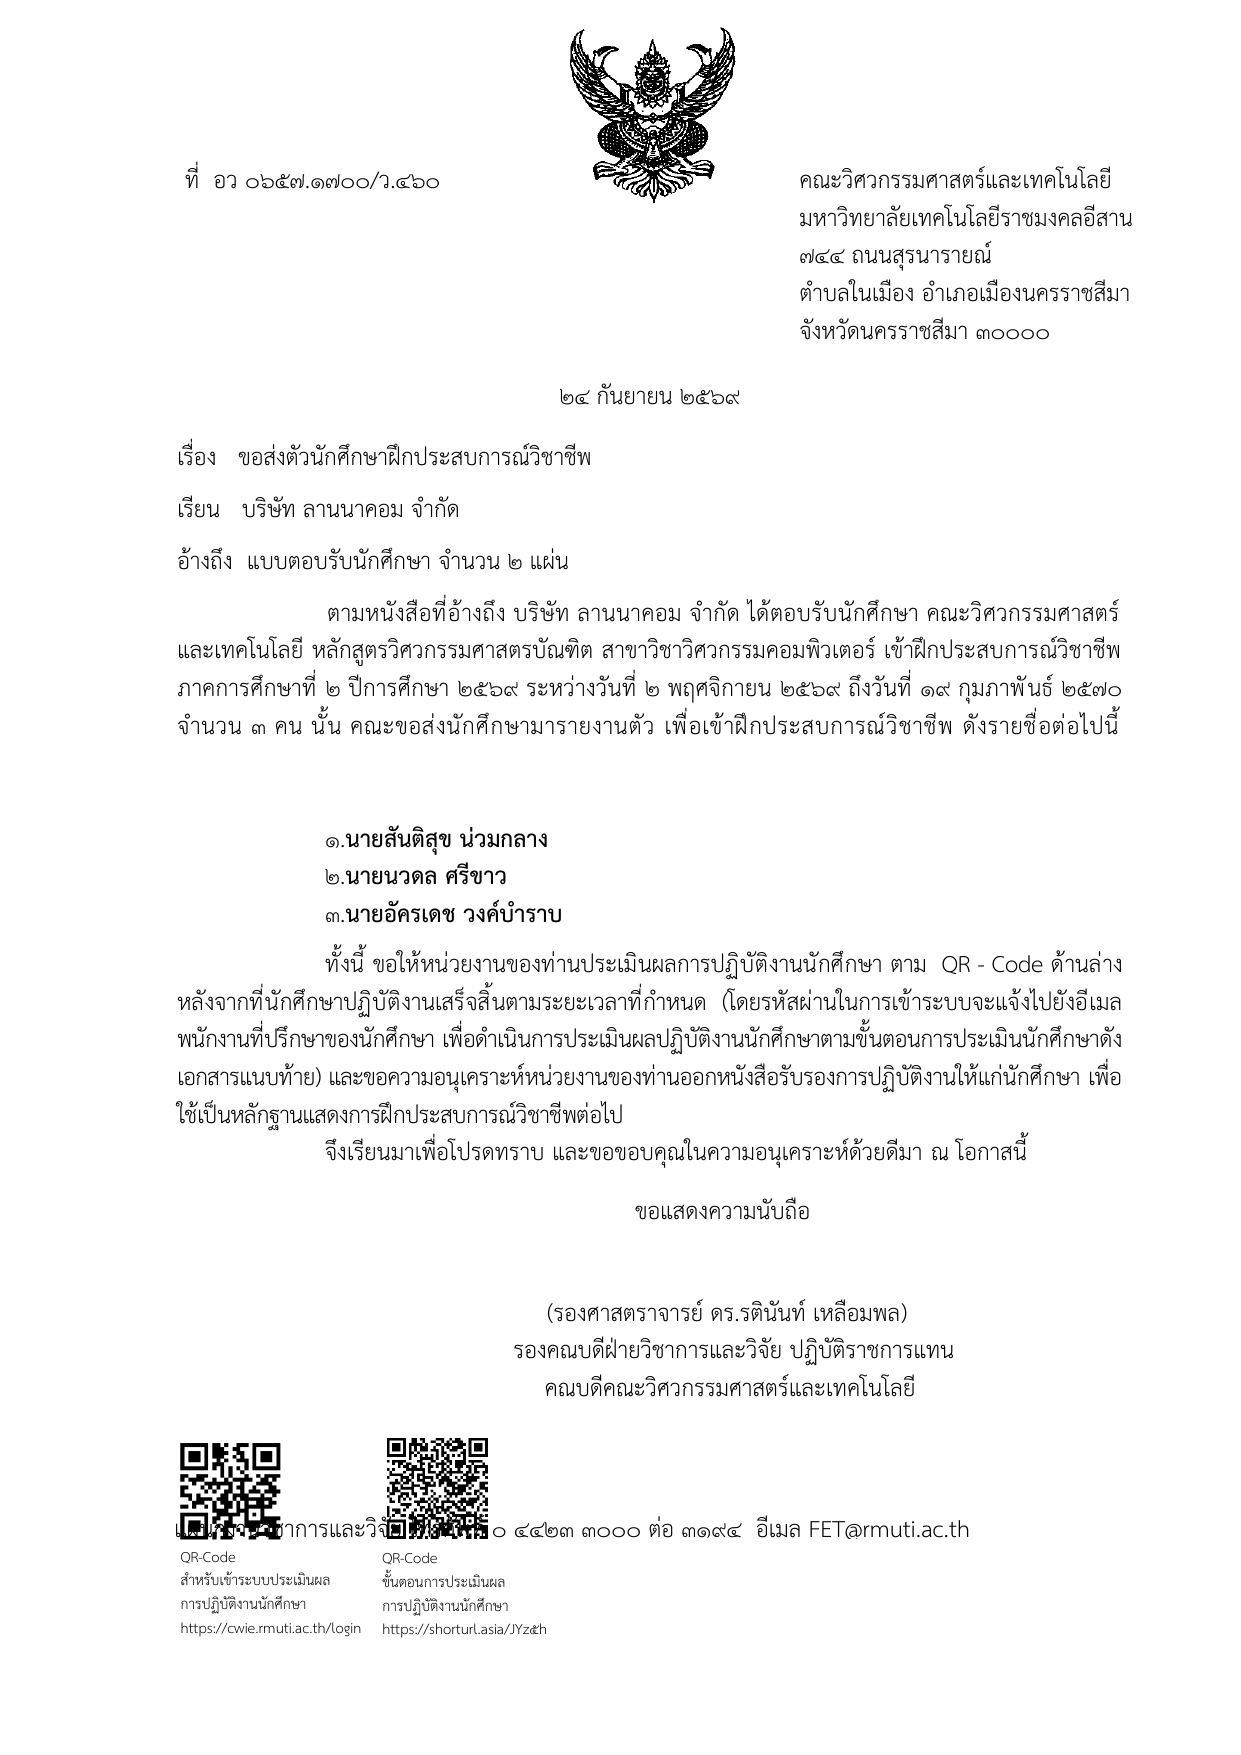 ที่ อว ๐๖๕๗.๑๗๐๐/ว.๔๖๐
คณะวิศวกรรมศาสตร์และเทคโนโลยี
มหาวิทยาลัยเทคโนโลยีราชมงคลอีสาน
๗๔๔ ถนนสุรนารายณ์
ตำบลในเมือง อำเภอเมืองนครราชสีมา
จังหวัดนครราชสีมา ๓๐๐๐๐
๒๔ กันยายน ๒๕๖๙
เรื่อง ขอส่งตัวนักศึกษาฝึกประสบการณ์วิชาชีพ
เรียน บริษัท ลานนาคอม จำกัด
อ้างถึง แบบตอบรับนักศึกษา จำนวน ๒ แผ่น
ตามหนังสือที่อ้างถึง บริษัท ลานนาคอม จำกัด ได้ตอบรับนักศึกษา คณะวิศวกรรมศาสตร์
และเทคโนโลยี หลักสูตรวิศวกรรมศาสตรบัณฑิต สาขาวิชาวิศวกรรมคอมพิวเตอร์ เข้าฝึกประสบการณ์วิชาชีพ
ภาคการศึกษาที่ ๒ ปีการศึกษา ๒๕๖๙ ระหว่างวันที่ ๒ พฤศจิกายน ๒๕๖๙ ถึงวันที่ ๑๙ กุมภาพันธ์ ๒๕๗๐
จำนวน ๓ คน นั้น คณะขอส่งนักศึกษามารายงานตัว เพื่อเข้าฝึกประสบการณ์วิชาชีพ ดังรายชื่อต่อไปนี้
๑.นายสันติสุข น่วมกลาง
๒.นายนวดล ศรีขาว
๓.นายอัครเดช วงค์บำราบ
ทั้งนี้ ขอให้หน่วยงานของท่านประเมินผลการปฏิบัติงานนักศึกษา ตาม QR - Code ด้านล่าง
หลังจากที่นักศึกษาปฏิบัติงานเสร็จสิ้นตามระยะเวลาที่กำหนด (โดยรหัสผ่านในการเข้าระบบจะแจ้งไปยังอีเมล
พนักงานที่ปรึกษาของนักศึกษา เพื่อดำเนินการประเมินผลปฏิบัติงานนักศึกษาตามขั้นตอนการประเมินนักศึกษาดัง
เอกสารแนบท้าย) และขอความอนุเคราะห์หน่วยงานของท่านออกหนังสือรับรองการปฏิบัติงานให้แก่นักศึกษา เพื่อ
ใช้เป็นหลักฐานแสดงการฝึกประสบการณ์วิชาชีพต่อไป
จึงเรียนมาเพื่อโปรดทราบ และขอขอบคุณในความอนุเคราะห์ด้วยดีมา ณ โอกาสนี้
ขอแสดงความนับถือ
(รองศาสตราจารย์ ดร.รตินันท์ เหลือมพล)
รองคณบดีฝ่ายวิชาการและวิจัย ปฏิบัติราชการแทน
คณบดีคณะวิศวกรรมศาสตร์และเทคโนโลยี
๐ ๔๔๒๓ ๓๐๐๐ ต่อ ๓๑๙๔ อีเมล FET@rmuti.ac.th
QR-Code
สำหรับเข้าระบบประเมินผล
การปฏิบัติงานนักศึกษา
https://cwie.rmuti.ac.th/login
QR-Code
ขั้นตอนการประเมินผล
การปฏิบัติงานนักศึกษา